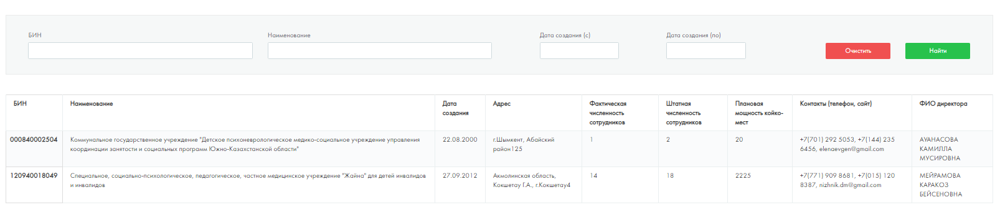 БИН
Наименование
Дата создания (с)
Дата создания (по)
Очистить
Найти
БИН
Наименование
Дата
создания
Адрес
Фактическая
численность
сотрудников
Штатная
численность
сотрудников
Плановая
мощность койко-
мест
Контакты (телефон, сайт)
ФИО директора
000840002504
Коммунальное государственное учреждение "Детское психоневрологическое медико-социальное учреждение управления
координации занятости и социальных программ Южно-Казахстанской области"
22.08.2000
г.Шымкент, Абайский
район125
1
2
20
+7(701) 292 5053, +7(144) 235
6456, elenaevgen@gmail.com
АУАНАСОВА
КАМИЛЛА
МУСИРОВНА
120940018049
Специальное, социально-психологическое, педагогическое, частное медицинское учреждение "Жайна" для детей инвалидов
и инвалидов
27.09.2012
Акмолинская область,
Кокшетау Г.А., г.Кокшетау4
14
18
2225
+7(771) 909 8681, +7(015) 120
8387, nizhnik.dm@gmail.com
МЕЙРАМОВА
КАРАКОЗ
БЕЙСЕНОВНА